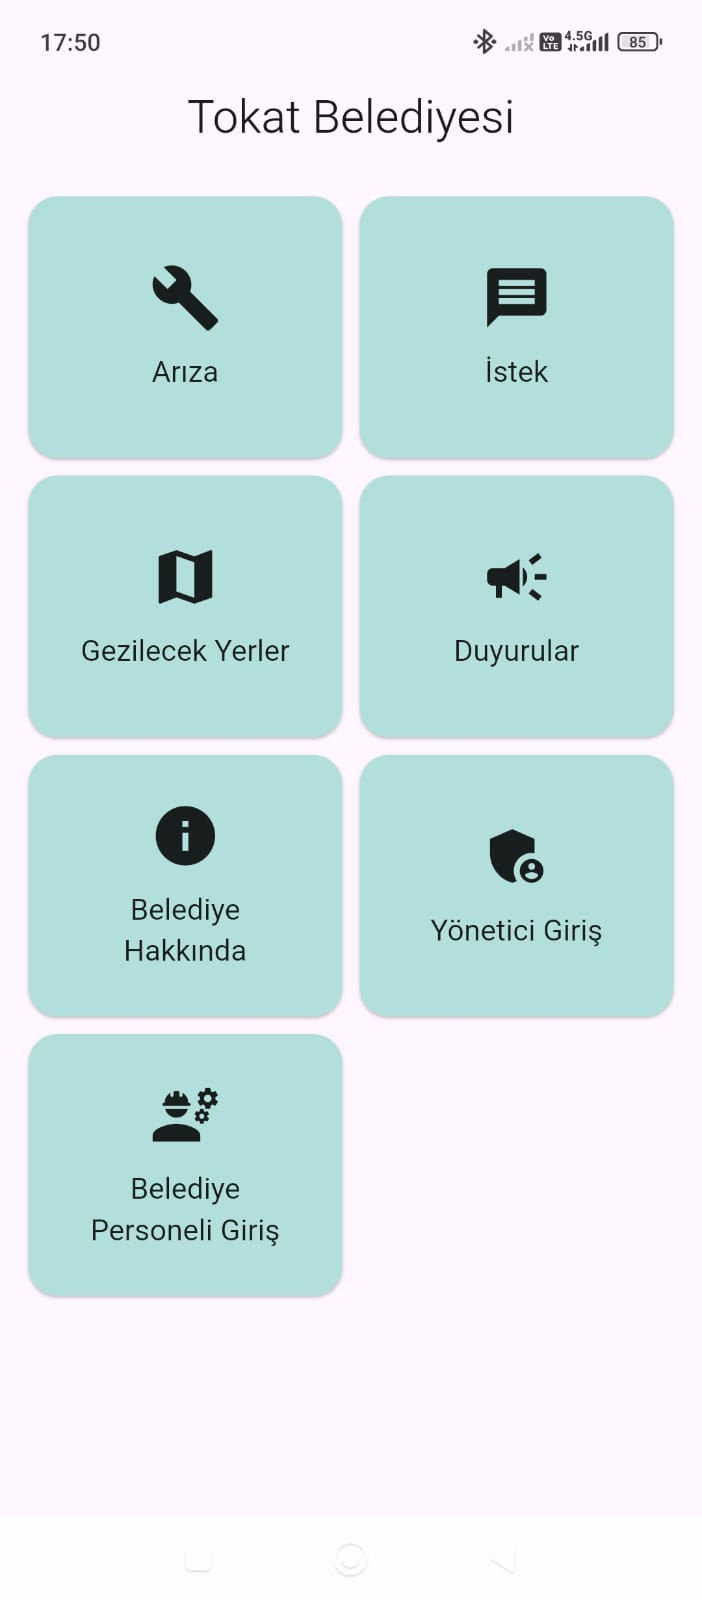 17:50
Vo LTE 4.5G 85
Tokat Belediyesi
Arıza
İstek
Gezilecek Yerler
Duyurular
Belediye
Hakkında
Yönetici Giriş
Belediye
Personeli Giriş